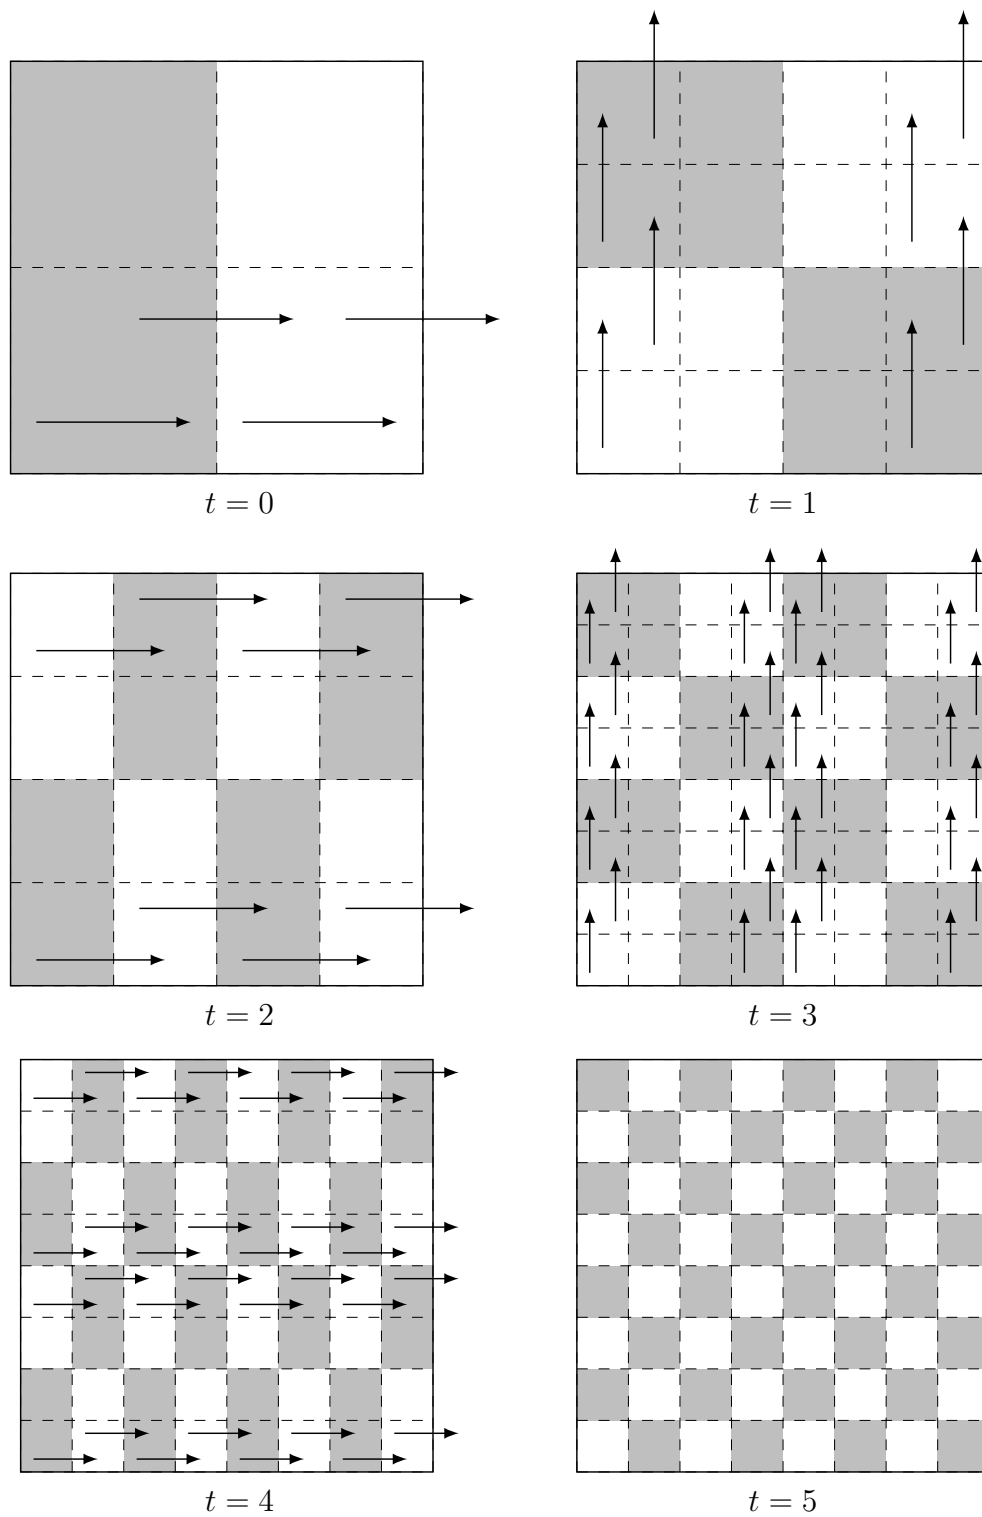 t = 0
t = 1
t = 2
t = 3
t = 4
t = 5